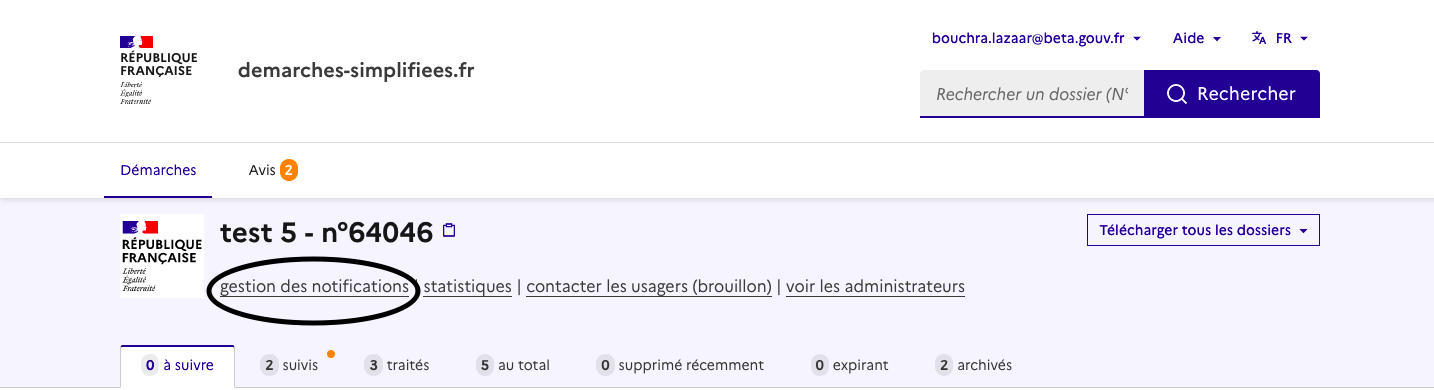 bouchra.lazaar@beta.gouv.fr Aide FR
RÉPUBLIQUE
FRANÇAISE
Liberté
Égalité
Fraternité
demarches-simplifiees.fr
Rechercher un dossier (N° Rechercher
Démarches Avis 2
RÉPUBLIQUE
FRANÇAISE
Liberté
Égalité
Fraternité
test 5 - n°64046
Télécharger tous les dossiers
gestion des notifications | statistiques | contacter les usagers (brouillon) | voir les administrateurs
0 à suivre 2 suivis 3 traités 5 au total 0 supprimé récemment 0 expirant 2 archivés